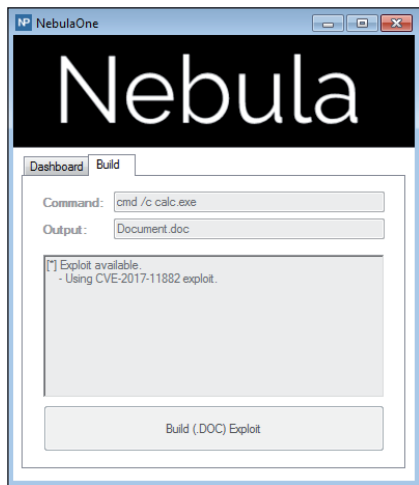 NP NebulaOne
Nebula
Dashboard Build
Command: cmd /c calc.exe
Output: Document.doc
[*] Exploit available.
- Using CVE-2017-11882 exploit.
Build (.DOC) Exploit